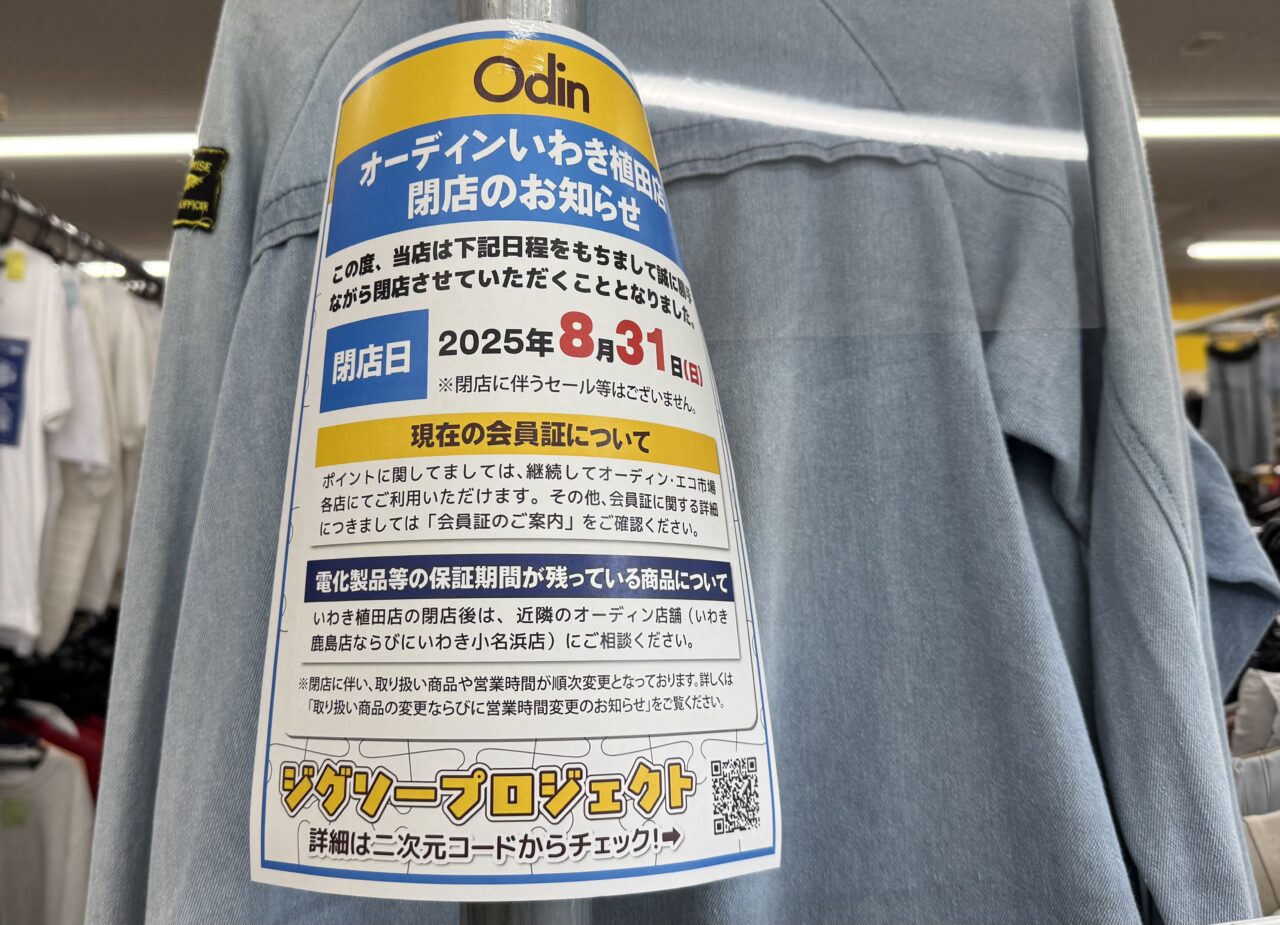 Odin
オーディンいわき植田店
閉店のお知らせ
この度、当店は下記日程をもちまして誠に勝手
ながら閉店させていただくこととなりました。
閉店日
2025年8月31日(日)
※閉店に伴うセール等はございません。
現在の会員証について
ポイントに関してましては、継続してオーディン・エコ市場
各店にてご利用いただけます。その他、会員証に関する詳細
につきましては「会員証のご案内」をご確認ください。
電化製品等の保証期間が残っている商品について
いわき植田店の閉店後は、近隣のオーディン店舗(いわき
鹿島店ならびにいわき小名浜店)にご相談ください。
※閉店に伴い、取り扱い商品や営業時間が順次変更となっております。詳しくは
「取り扱い商品の変更ならびに営業時間変更のお知らせ」をご覧ください。
ジグソープロジェクト
詳細は二次元コードからチェック!➡